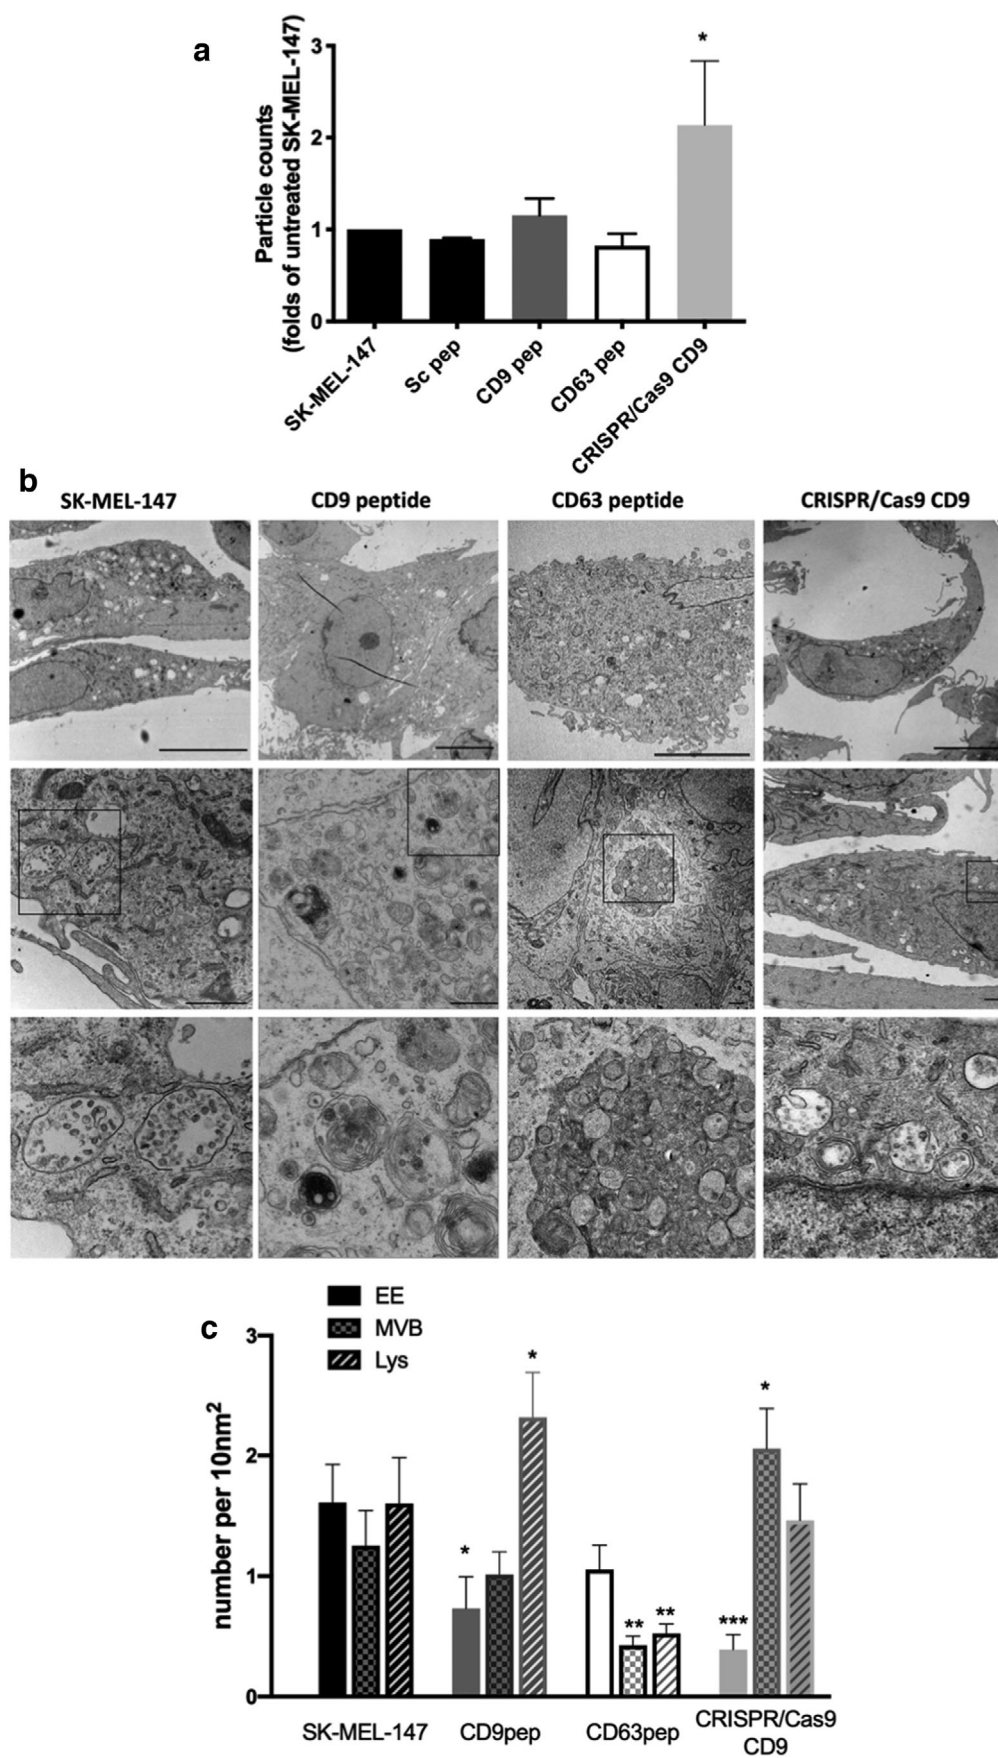 a
Particle counts
(folds of untreated SK-MEL-147)
3
2
1
0
*
SK-MEL-147
Sc pep
CD9 pep
CD63 pep
CRISPR/Cas9 CD9
b
SK-MEL-147
CD9 peptide
CD63 peptide
CRISPR/Cas9 CD9
c
EE
MVB
Lys
number per 10nm²
3
2
1
0
*
*
**
**
***
*
SK-MEL-147
CD9pep
CD63pep
CRISPR/Cas9
CD9